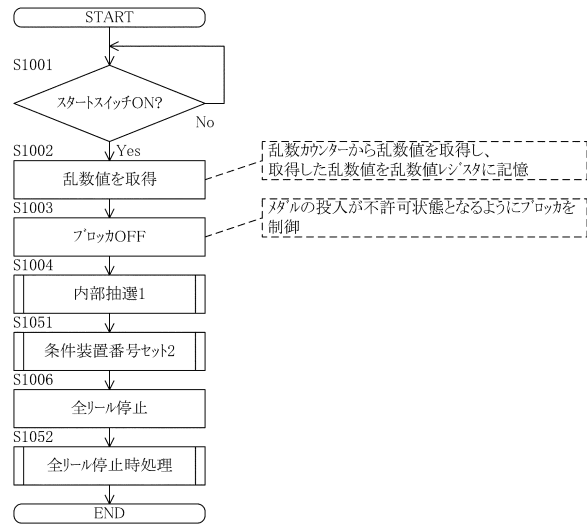 START
S1001
スタートスイッチON?
No
Yes
S1002
乱数値を取得
乱数カウンターから乱数値を取得し、
取得した乱数値を乱数値レジスタに記憶
S1003
ブロッカOFF
メダルの投入が不許可状態となるようにブロッカを
制御
S1004
内部抽選1
S1051
条件装置番号セット2
S1006
全リール停止
S1052
全リール停止時処理
END